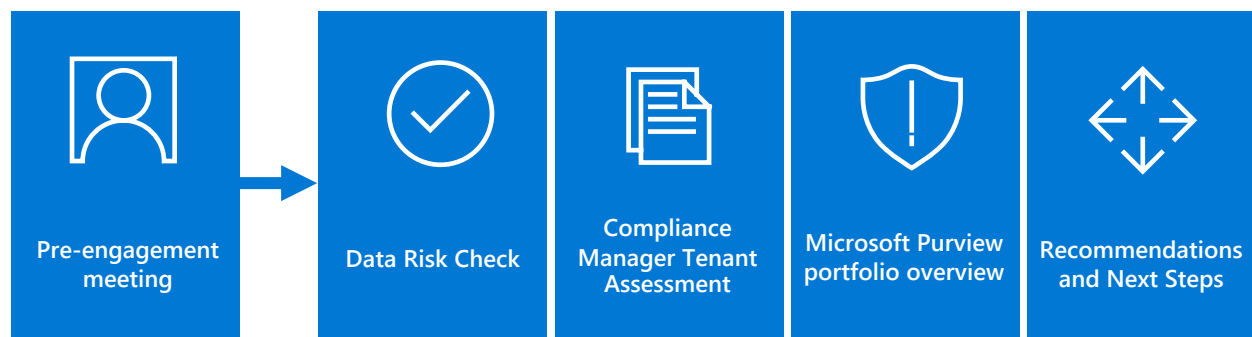 Pre-engagement
meeting
Data Risk Check
Compliance
Manager Tenant
Assessment
Microsoft Purview
portfolio overview
Recommendations
and Next Steps